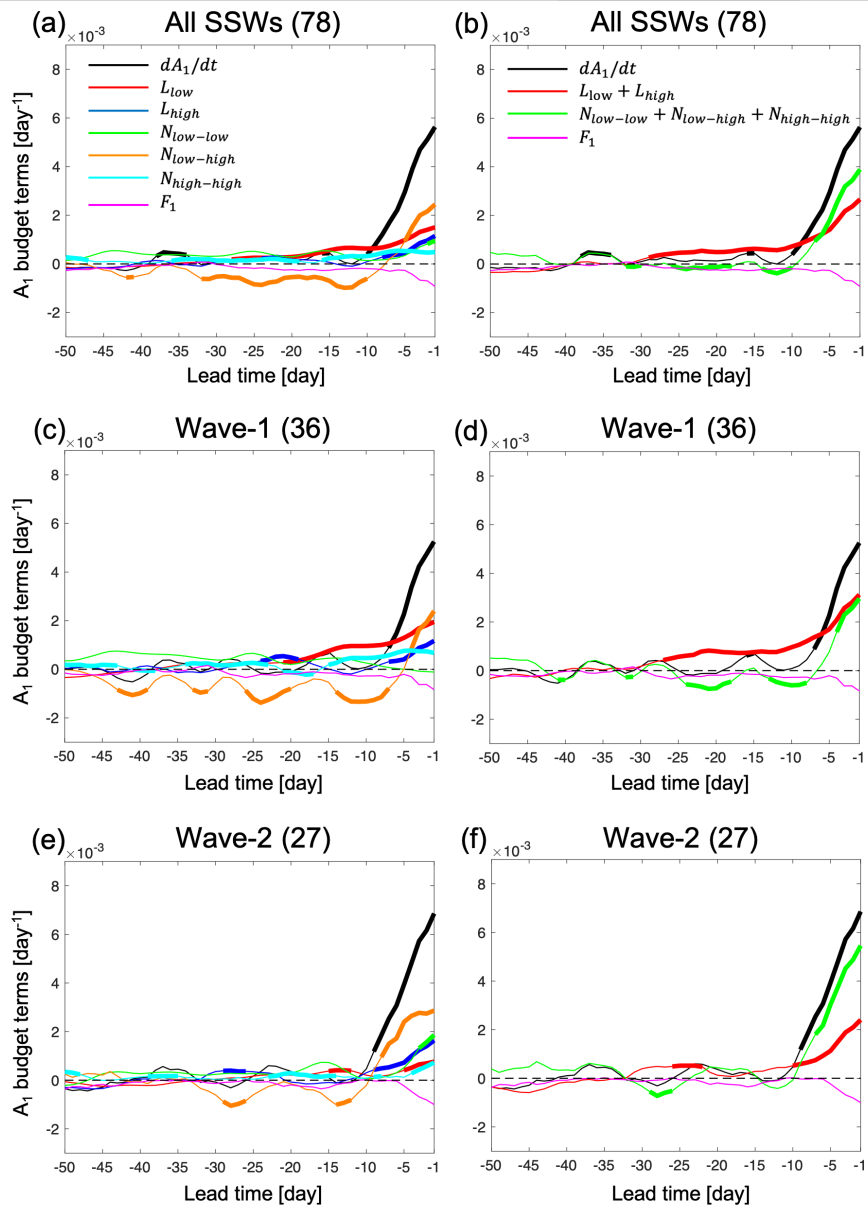 (a) All SSWs (78)
×10⁻³
8
6
4
2
0
-2
A₁ budget terms [day⁻¹]
dA₁/dt
L_low
L_high
N_low−low
N_low−high
N_high−high
F₁
-50 -45 -40 -35 -30 -25 -20 -15 -10 -5 -1
Lead time [day]
(b) All SSWs (78)
×10⁻³
8
6
4
2
0
-2
dA₁/dt
L_low + L_high
N_low−low + N_low−high + N_high−high
F₁
-50 -45 -40 -35 -30 -25 -20 -15 -10 -5 -1
Lead time [day]
(c) Wave-1 (36)
×10⁻³
8
6
4
2
0
-2
A₁ budget terms [day⁻¹]
-50 -45 -40 -35 -30 -25 -20 -15 -10 -5 -1
Lead time [day]
(d) Wave-1 (36)
×10⁻³
8
6
4
2
0
-2
-50 -45 -40 -35 -30 -25 -20 -15 -10 -5 -1
Lead time [day]
(e) Wave-2 (27)
×10⁻³
8
6
4
2
0
-2
A₁ budget terms [day⁻¹]
-50 -45 -40 -35 -30 -25 -20 -15 -10 -5 -1
Lead time [day]
(f) Wave-2 (27)
×10⁻³
8
6
4
2
0
-2
-50 -45 -40 -35 -30 -25 -20 -15 -10 -5 -1
Lead time [day]